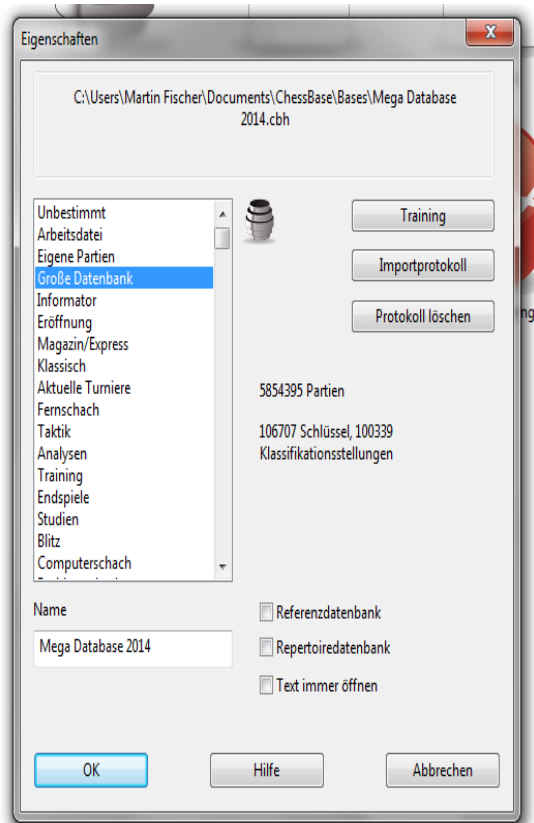 Eigenschaften
C:\Users\Martin Fischer\Documents\ChessBase\Bases\Mega Database
2014.cbh
Unbestimmt
Arbeitsdatei
Eigene Partien
Große Datenbank
Informator
Eröffnung
Magazin/Express
Klassisch
Aktuelle Turniere
Fernschach
Taktik
Analysen
Training
Endspiele
Studien
Blitz
Computerschach
Training
Importprotokoll
Protokoll löschen
5854395 Partien
106707 Schlüssel, 100339
Klassifikationsstellungen
Name
Mega Database 2014
Referenzdatenbank
Repertoiredatenbank
Text immer öffnen
OK
Hilfe
Abbrechen
ng